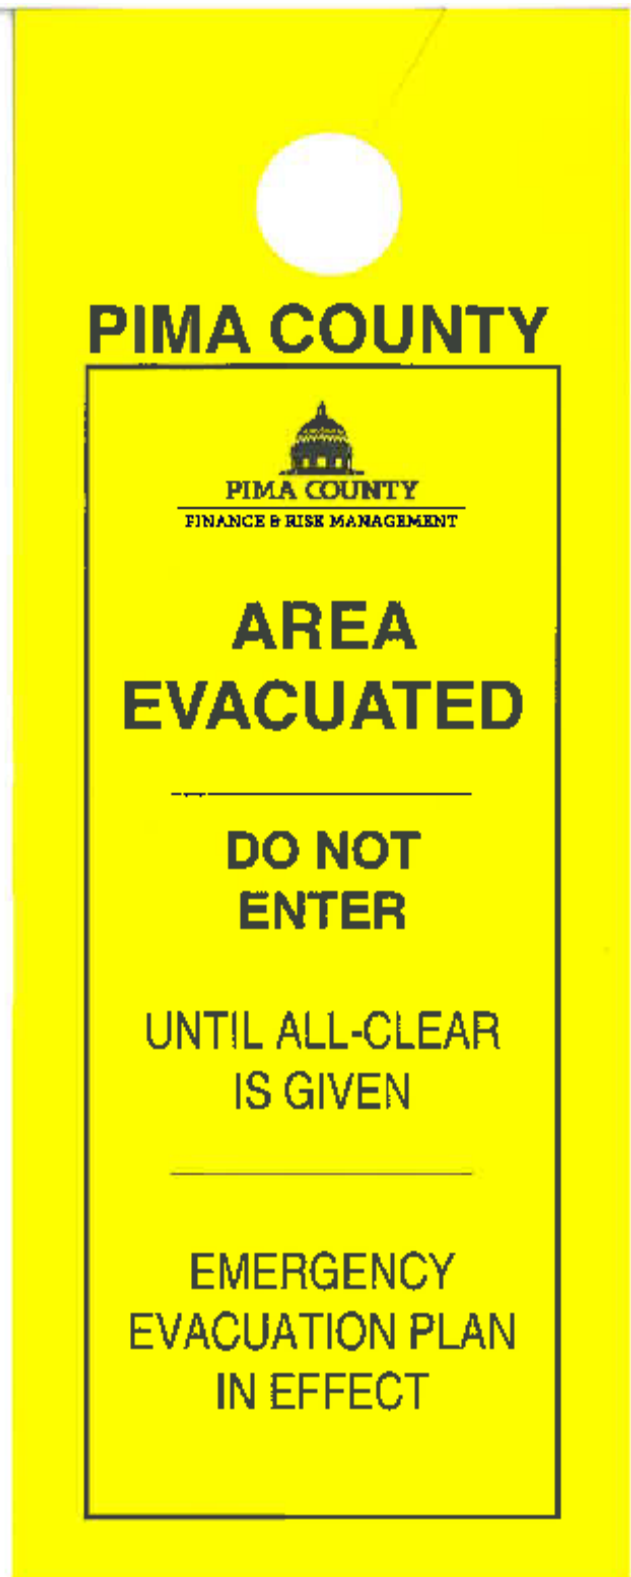 PIMA COUNTY
PIMA COUNTY
FINANCE & RISK MANAGEMENT
AREA
EVACUATED
DO NOT
ENTER
UNTIL ALL-CLEAR
IS GIVEN
EMERGENCY
EVACUATION PLAN
IN EFFECT